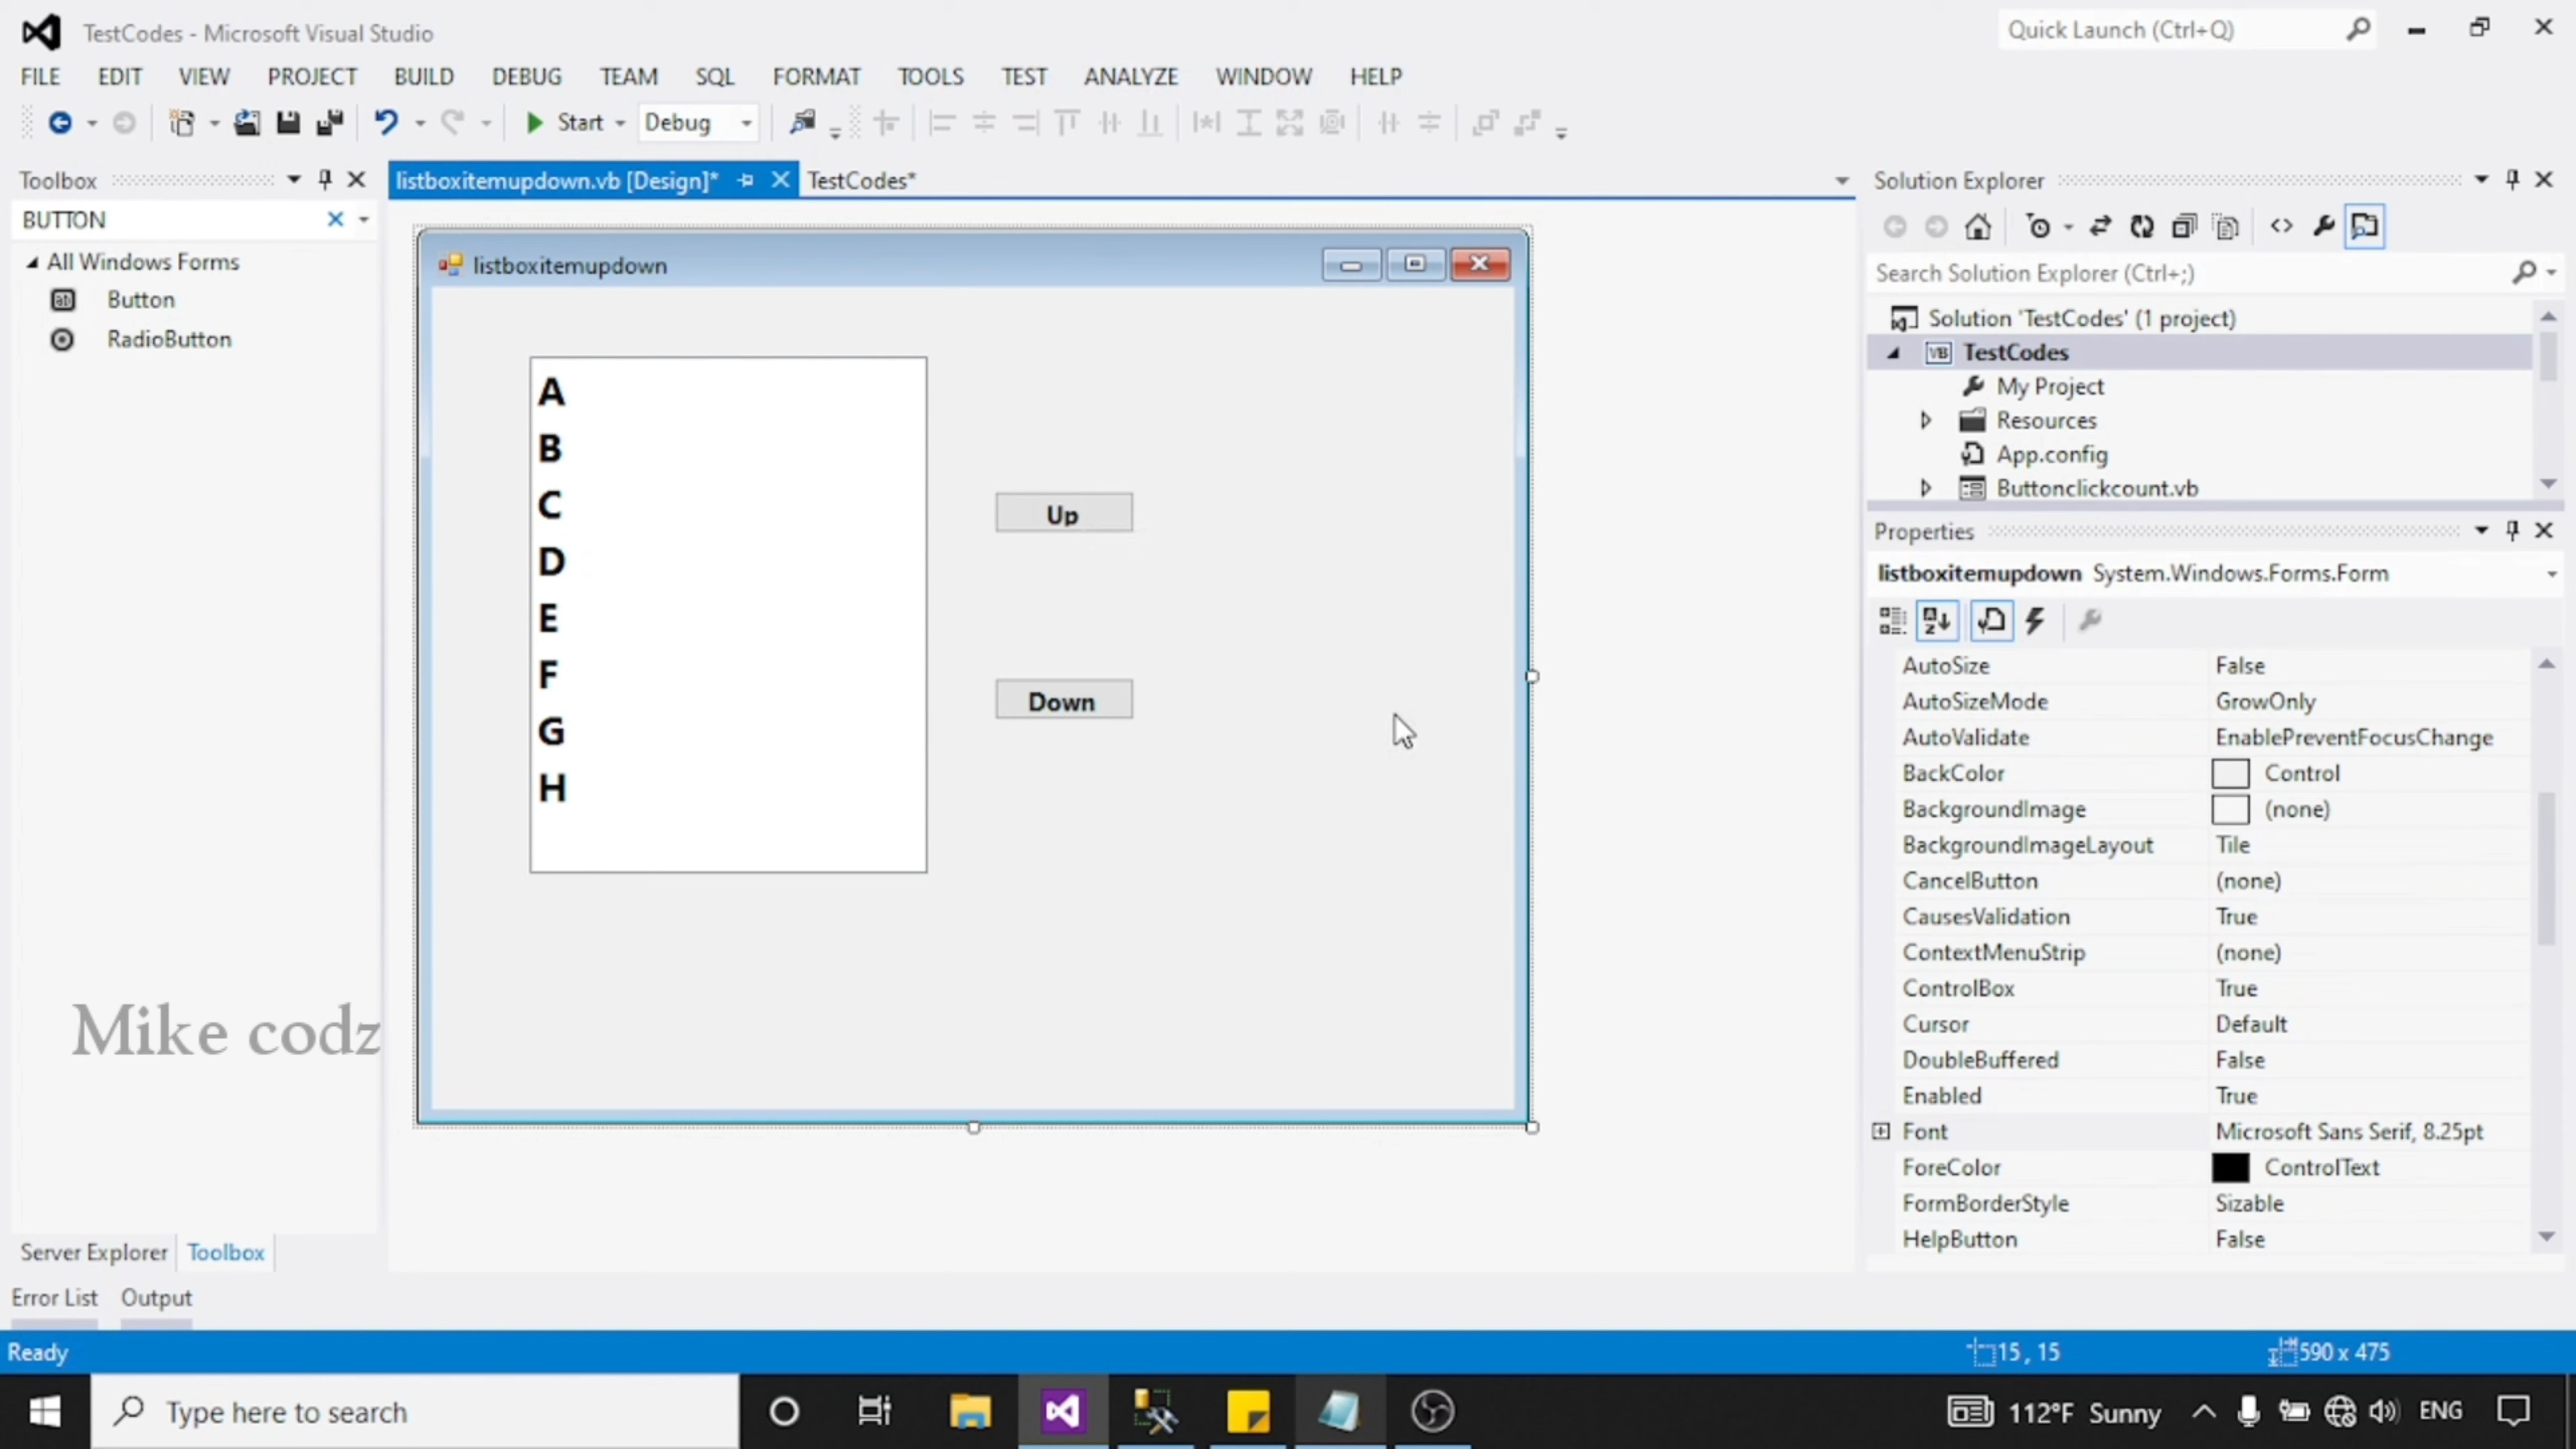 TestCodes - Microsoft Visual Studio
Quick Launch (Ctrl+Q)
FILE EDIT VIEW PROJECT BUILD DEBUG TEAM SQL FORMAT TOOLS TEST ANALYZE WINDOW HELP
Start Debug
Toolbox
BUTTON
All Windows Forms
Button
RadioButton
Mike codz
Server Explorer Toolbox
listboxitemupdown.vb [Design]* TestCodes*
listboxitemupdown
A
B
C
D
E
F
G
H
Up
Down
Solution Explorer
Search Solution Explorer (Ctrl+;)
Solution 'TestCodes' (1 project)
VB TestCodes
My Project
Resources
App.config
Buttonclickcount.vb
Properties
listboxitemupdown System.Windows.Forms.Form
AutoSize False
AutoSizeMode GrowOnly
AutoValidate EnablePreventFocusChange
BackColor Control
BackgroundImage (none)
BackgroundImageLayout Tile
CancelButton (none)
CausesValidation True
ContextMenuStrip (none)
ControlBox True
Cursor Default
DoubleBuffered False
Enabled True
Font Microsoft Sans Serif, 8.25pt
ForeColor ControlText
FormBorderStyle Sizable
HelpButton False
Error List Output
Ready 15 , 15 590 x 475
Type here to search
112°F Sunny ENG